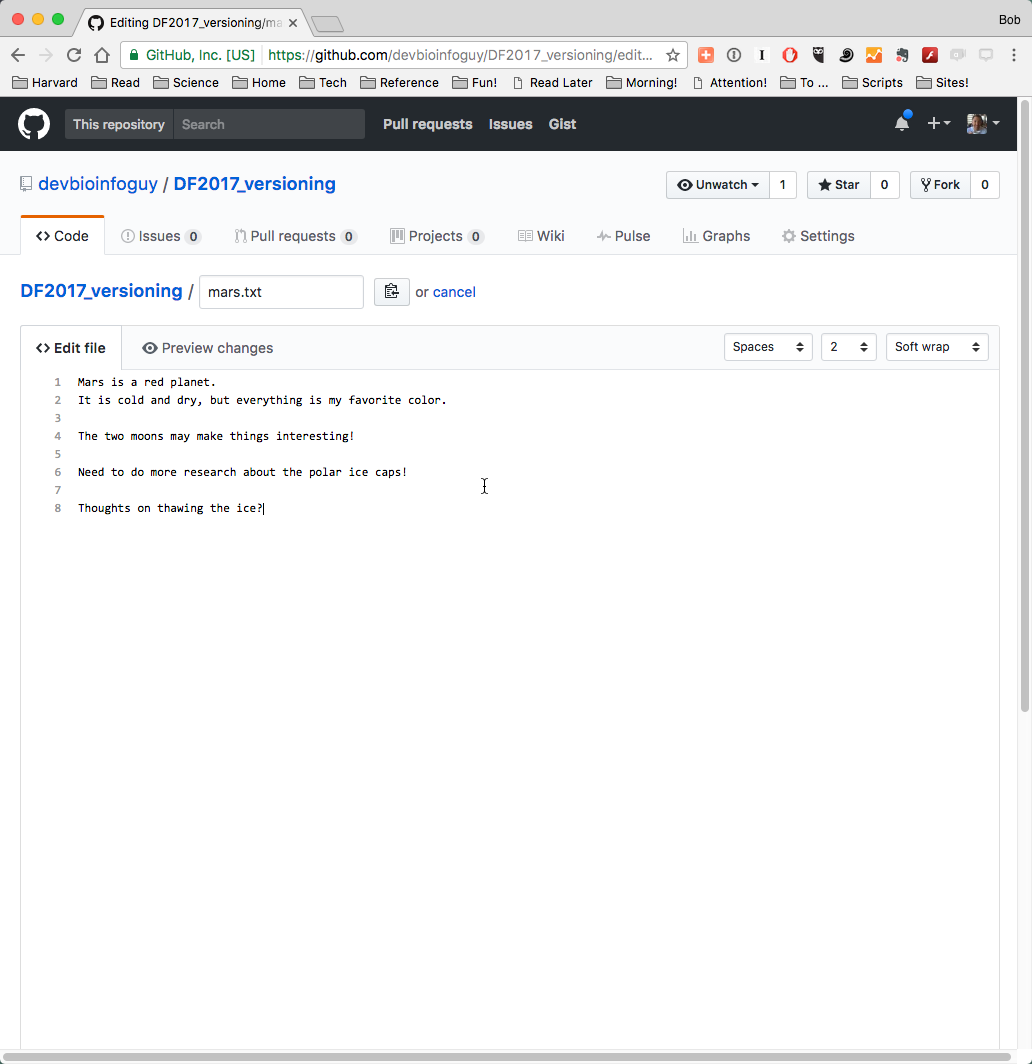 Editing DF2017_versioning/ma
Bob
GitHub, Inc. [US]
https://github.com/devbioinfoguy/DF2017_versioning/edit...
Harvard Read Science Home Tech Reference Fun! Read Later Morning! Attention! To ... Scripts Sites!
This repository Search Pull requests Issues Gist
devbioinfoguy / DF2017_versioning
Unwatch 1 Star 0 Fork 0
Code Issues 0 Pull requests 0 Projects 0 Wiki Pulse Graphs Settings
DF2017_versioning / mars.txt or cancel
Edit file Preview changes Spaces 2 Soft wrap
1 Mars is a red planet.
2 It is cold and dry, but everything is my favorite color.
3
4 The two moons may make things interesting!
5
6 Need to do more research about the polar ice caps!
7
8 Thoughts on thawing the ice?